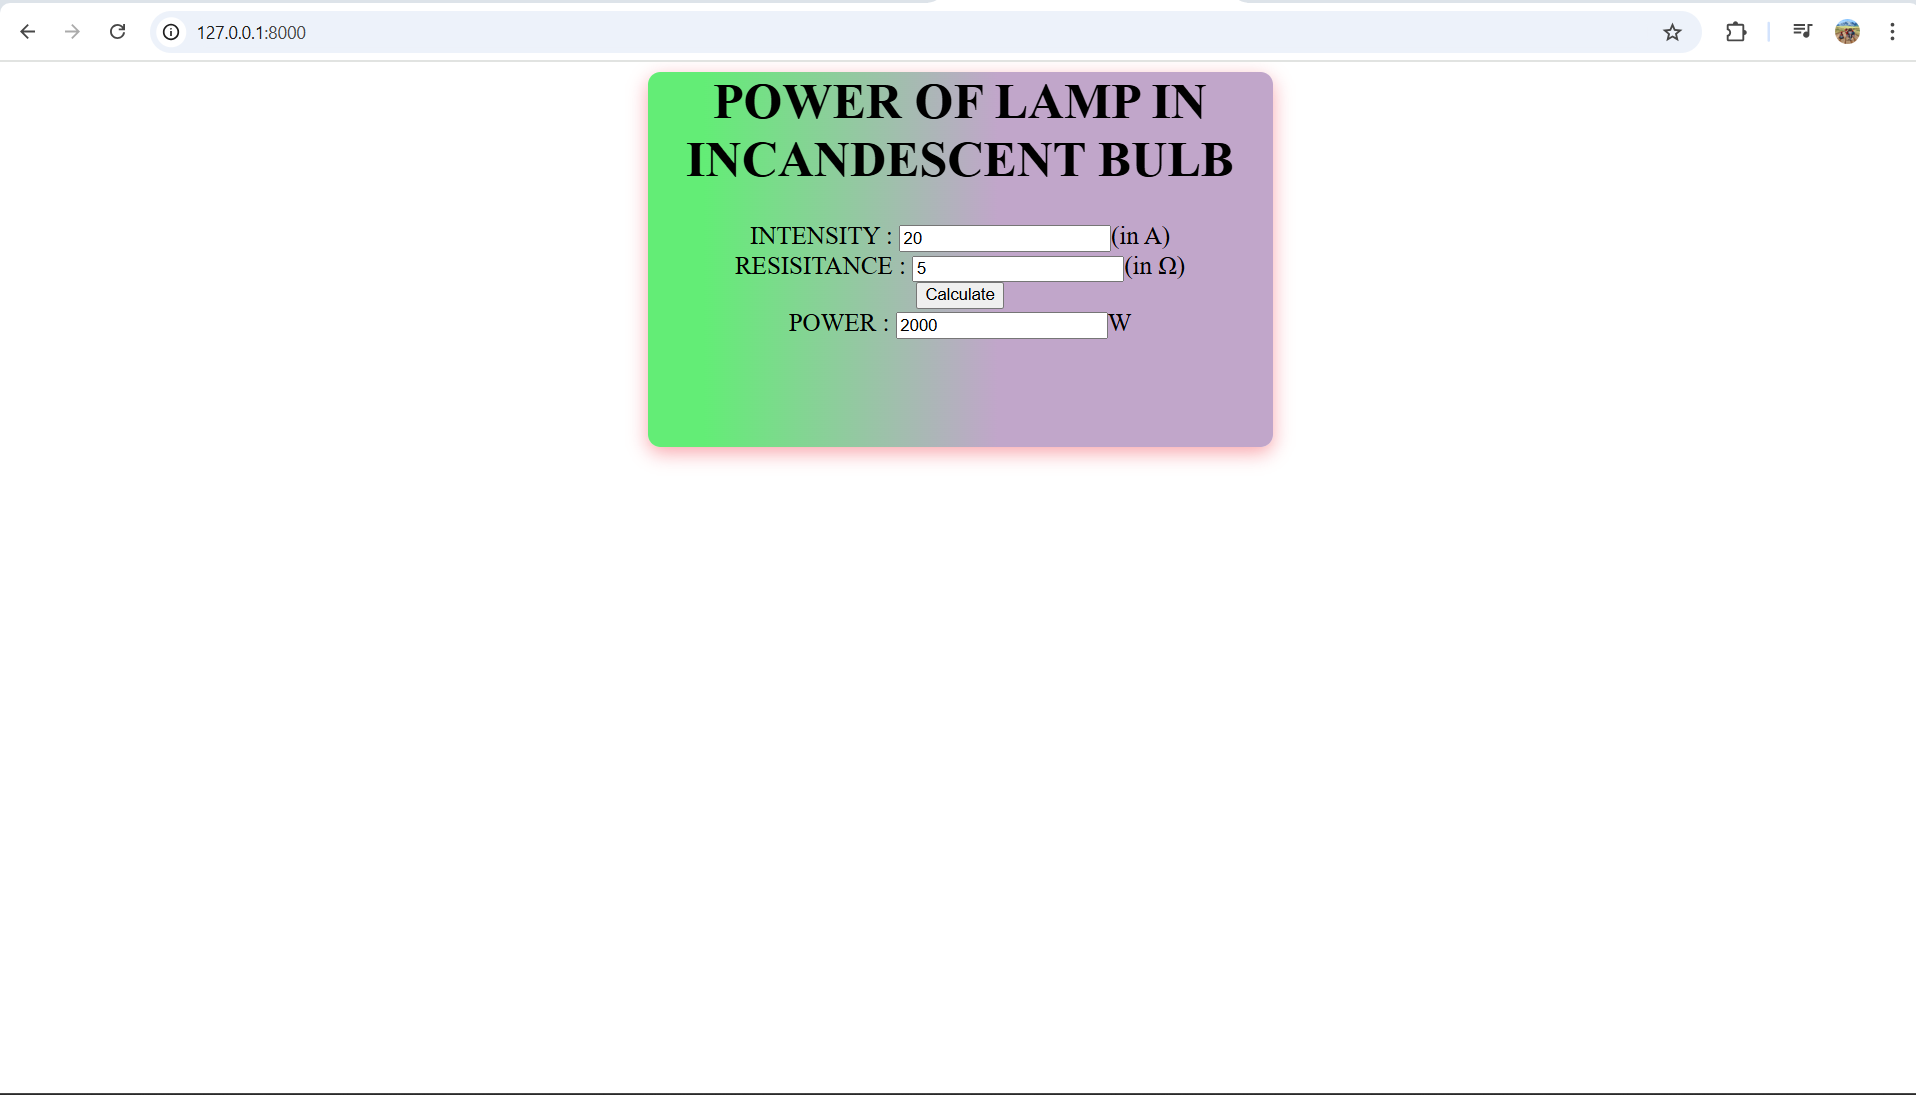 127.0.0.1:8000
POWER OF LAMP IN
INCANDESCENT BULB
INTENSITY : 20 (in A)
RESISITANCE : 5 (in Ω)
Calculate
POWER : 2000 W